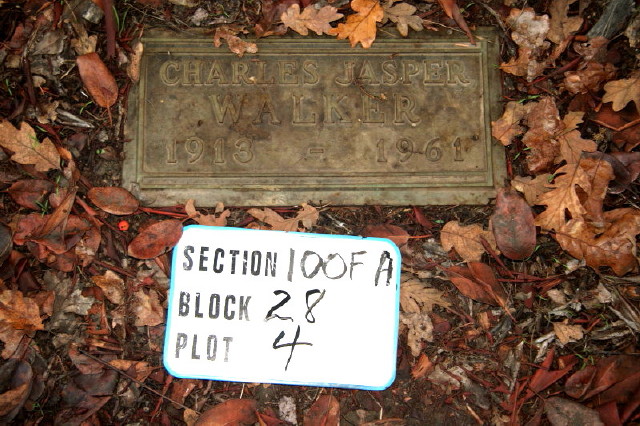 CHARLES JASPER
WALKER
1913 - 1961
SECTION 100F A
BLOCK 28
PLOT 4